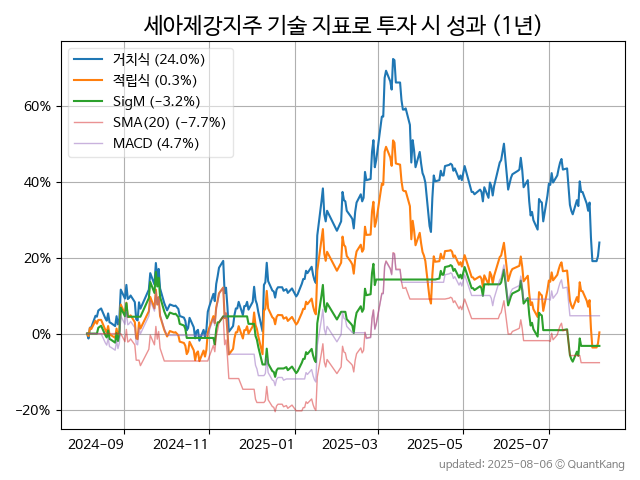 세아제강지주 기술 지표로 투자 시 성과 (1년)
거치식 (24.0%)
적립식 (0.3%)
SigM (−3.2%)
SMA(20) (−7.7%)
MACD (4.7%)
60%
40%
20%
0%
−20%
2024-09 2024-11 2025-01 2025-03 2025-05 2025-07
updated: 2025-08-06 ⓒ QuantKang